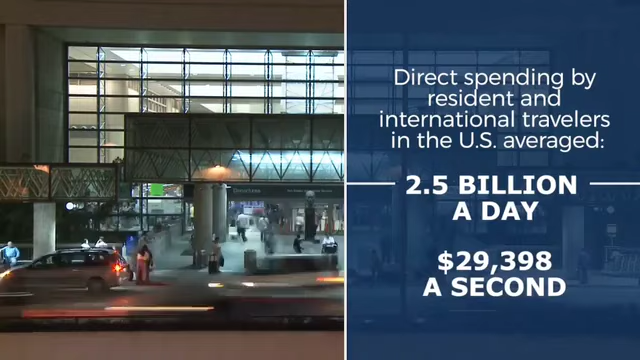 Direct spending by
resident and
international travelers
in the U.S. averaged:
2.5 BILLION
A DAY
$29,398
A SECOND